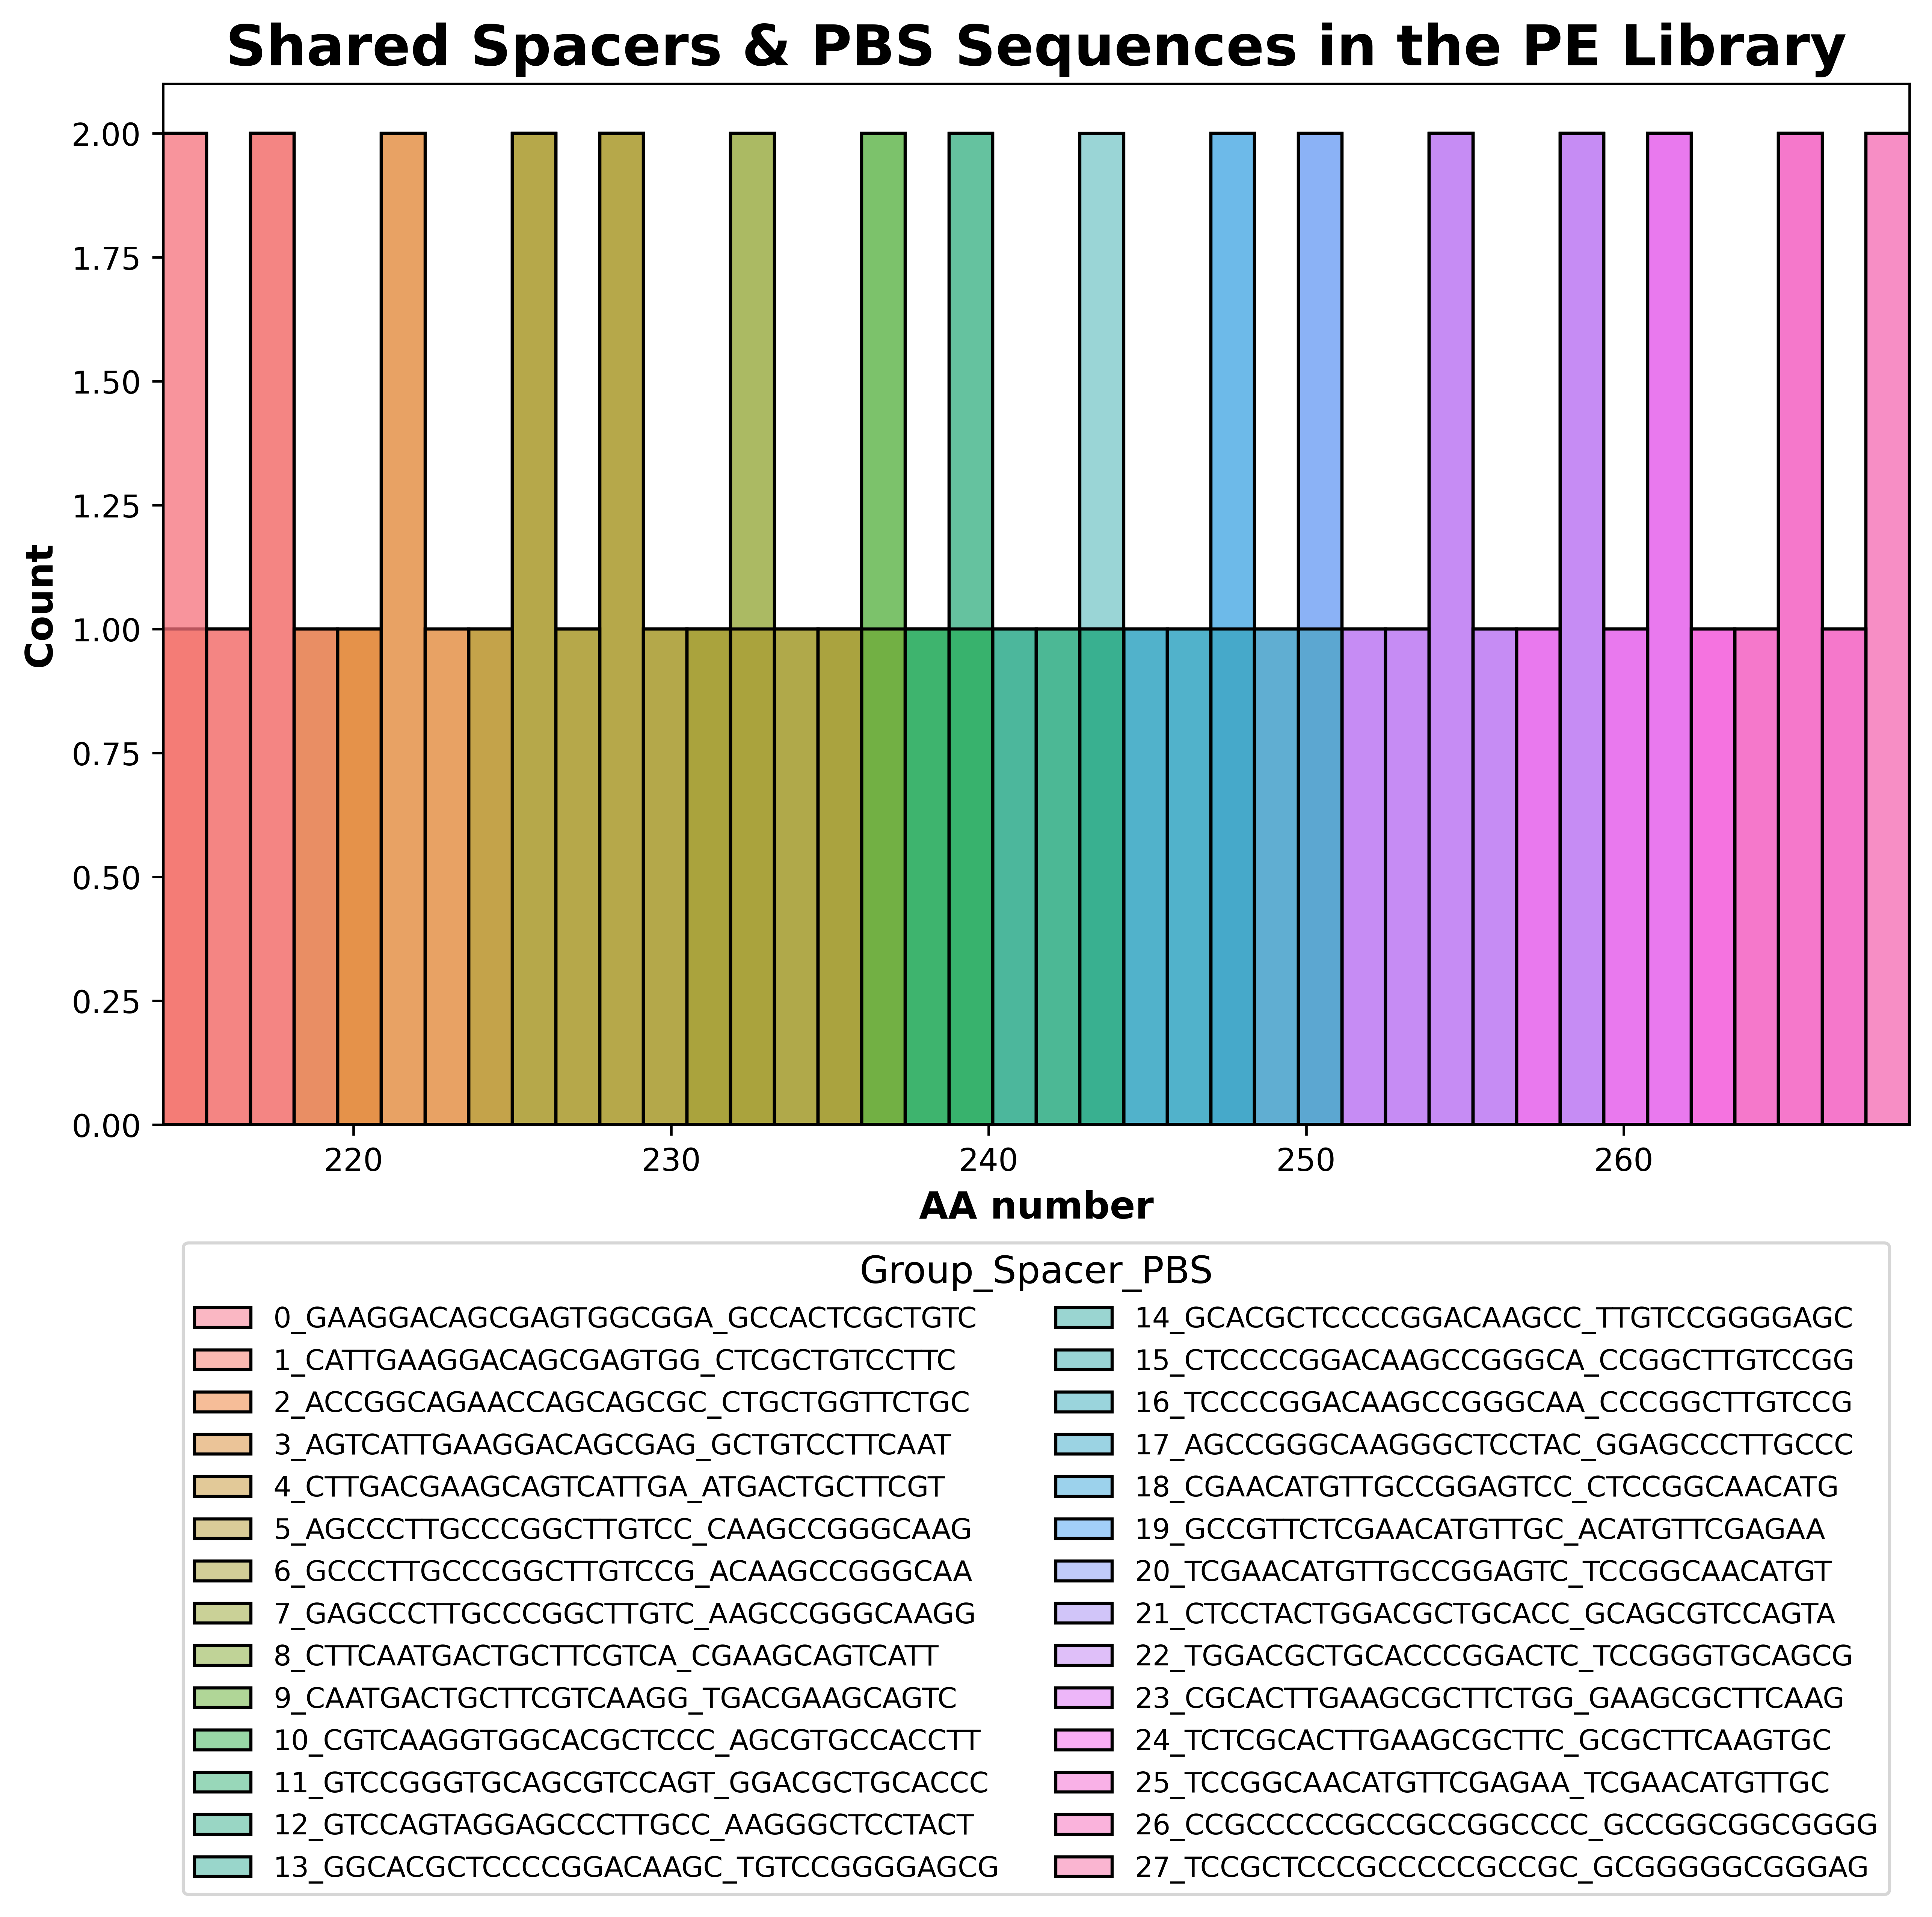 Shared Spacers & PBS Sequences in the PE Library
2.00
1.75
1.50
1.25
1.00
0.75
0.50
0.25
0.00
Count
220 230 240 250 260
AA number
Group_Spacer_PBS
0_GAAGGACAGCGAGTGGCGGA_GCCACTCGCTGTC
1_CATTGAAGGACAGCGAGTGG_CTCGCTGTCCTTC
2_ACCGGCAGAACCAGCAGCGC_CTGCTGGTTCTGC
3_AGTCATTGAAGGACAGCGAG_GCTGTCCTTCAAT
4_CTTGACGAAGCAGTCATTGA_ATGACTGCTTCGT
5_AGCCCTTGCCCGGCTTGTCC_CAAGCCGGGCAAG
6_GCCCTTGCCCGGCTTGTCCG_ACAAGCCGGGCAA
7_GAGCCCTTGCCCGGCTTGTC_AAGCCGGGCAAGG
8_CTTCAATGACTGCTTCGTCA_CGAAGCAGTCATT
9_CAATGACTGCTTCGTCAAGG_TGACGAAGCAGTC
10_CGTCAAGGTGGCACGCTCCC_AGCGTGCCACCTT
11_GTCCGGGTGCAGCGTCCAGT_GGACGCTGCACCC
12_GTCCAGTAGGAGCCCTTGCC_AAGGGCTCCTACT
13_GGCACGCTCCCCGGACAAGC_TGTCCGGGGAGCG
14_GCACGCTCCCCGGACAAGCC_TTGTCCGGGGAGC
15_CTCCCCGGACAAGCCGGGCA_CCGGCTTGTCCGG
16_TCCCCGGACAAGCCGGGCAA_CCCGGCTTGTCCG
17_AGCCGGGCAAGGGCTCCTAC_GGAGCCCTTGCCC
18_CGAACATGTTGCCGGAGTCC_CTCCGGCAACATG
19_GCCGTTCTCGAACATGTTGC_ACATGTTCGAGAA
20_TCGAACATGTTGCCGGAGTC_TCCGGCAACATGT
21_CTCCTACTGGACGCTGCACC_GCAGCGTCCAGTA
22_TGGACGCTGCACCCGGACTC_TCCGGGTGCAGCG
23_CGCACTTGAAGCGCTTCTGG_GAAGCGCTTCAAG
24_TCTCGCACTTGAAGCGCTTC_GCGCTTCAAGTGC
25_TCCGGCAACATGTTCGAGAA_TCGAACATGTTGC
26_CCGCCCCCGCCGCCGGCCCC_GCCGGCGGCGGGG
27_TCCGCTCCCGCCCCCGCCGC_GCGGGGGCGGGAG